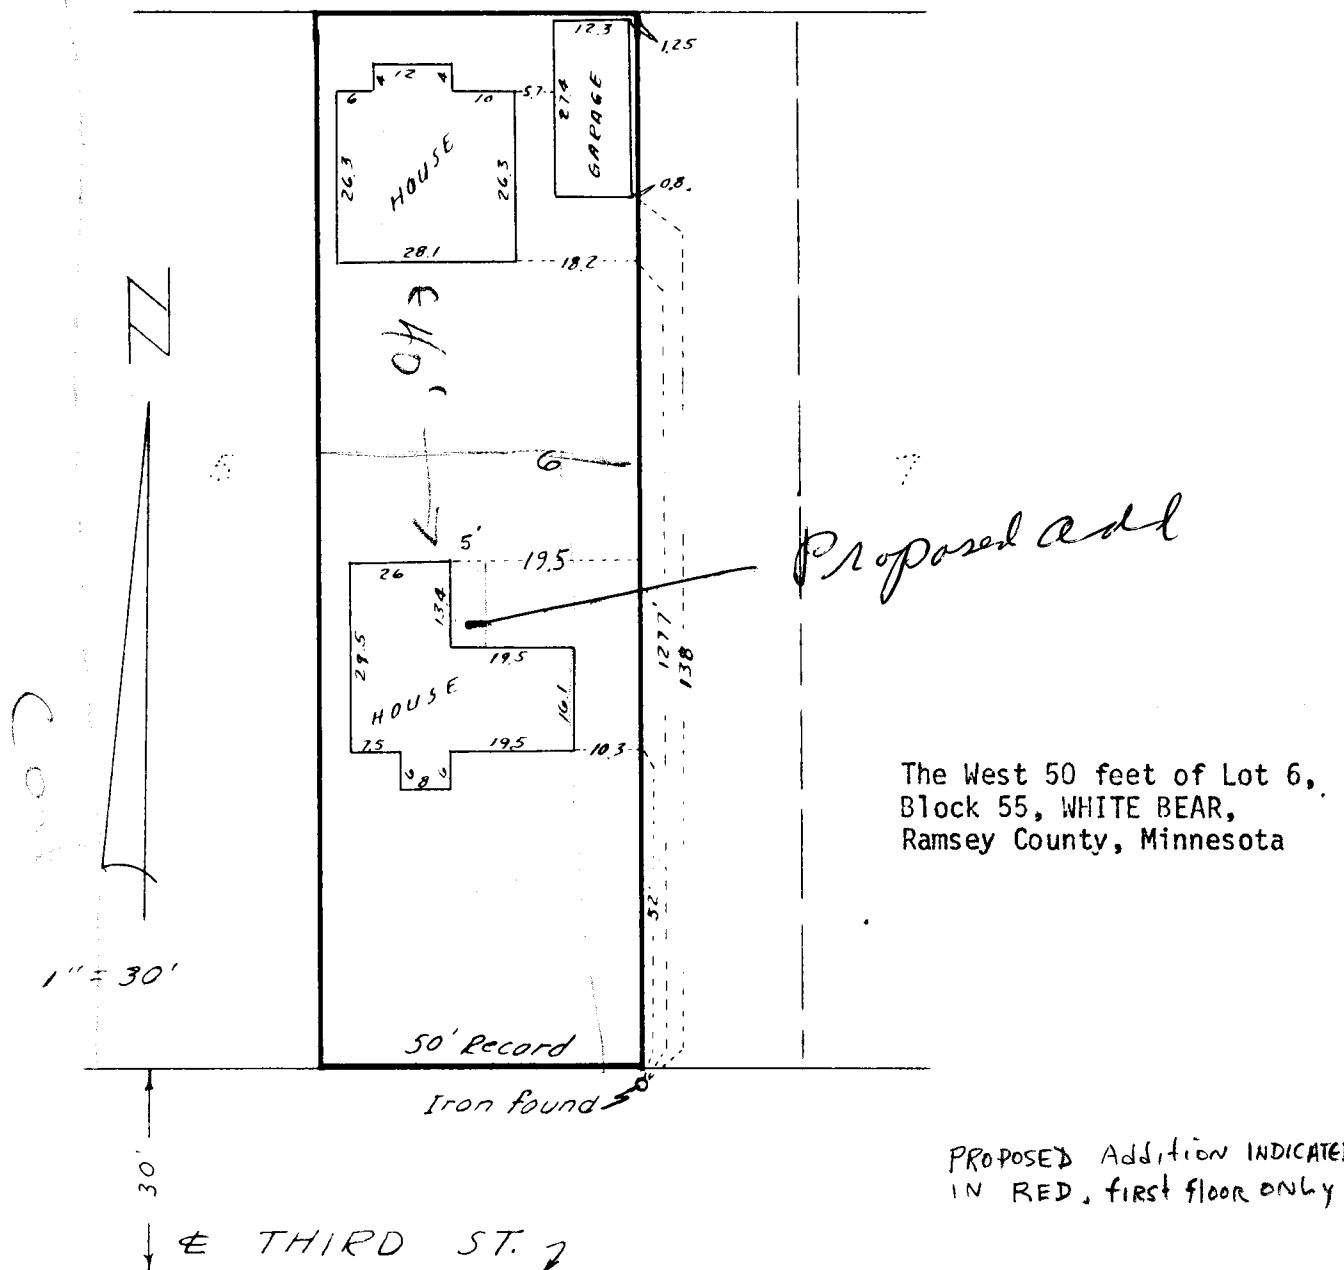 12.3
1.25
12
4
4
6
10
5.7
27.4
GARAGE
HOUSE
26.3
26.3
0.8
28.1
18.2
N
40'
6
7
Proposed add
5'
26
19.5
13.4
127.7'
138
29.5
19.5
HOUSE
16.1
7.5
19.5
10.3
6
6
8
The West 50 feet of Lot 6,
Block 55, WHITE BEAR,
Ramsey County, Minnesota
52'
1" = 30'
50' Record
Iron found
30'
PROPOSED Addition INDICATED
IN RED, first floor ONLY
℄ THIRD ST.